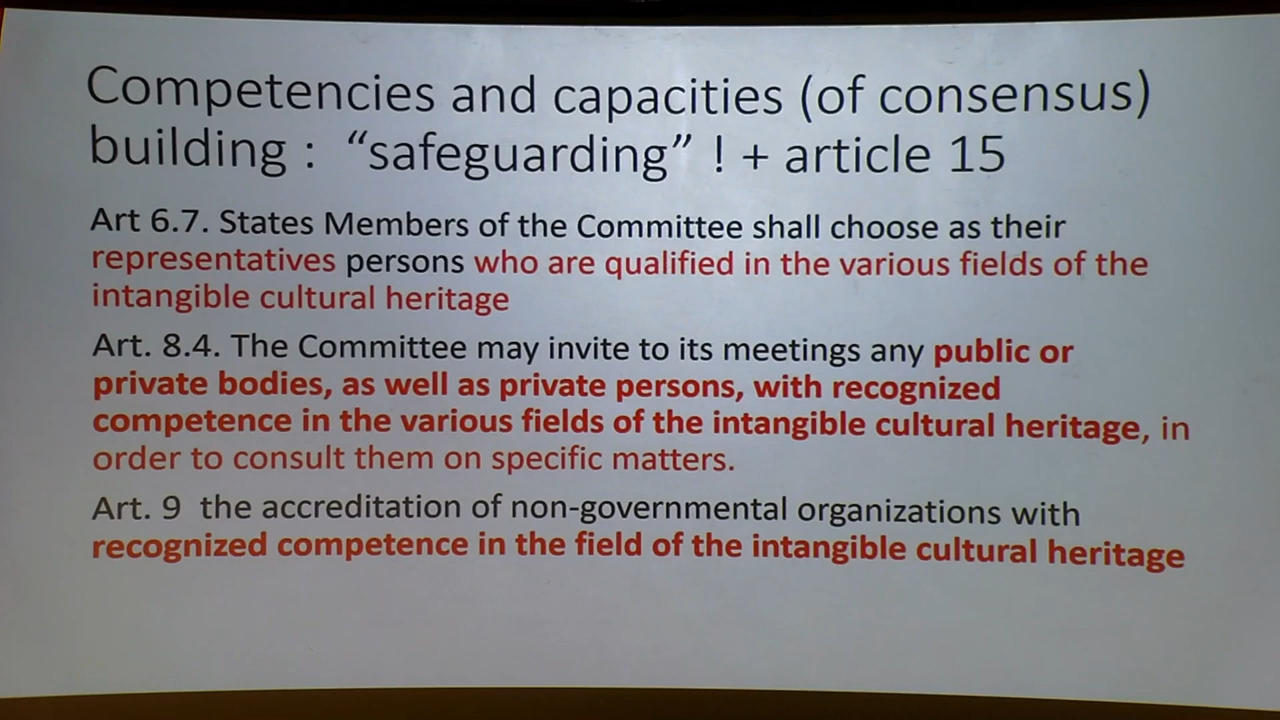 Competencies and capacities (of consensus)
building : “safeguarding” ! + article 15
Art 6.7. States Members of the Committee shall choose as their
representatives persons who are qualified in the various fields of the
intangible cultural heritage
Art. 8.4. The Committee may invite to its meetings any public or
private bodies, as well as private persons, with recognized
competence in the various fields of the intangible cultural heritage, in
order to consult them on specific matters.
Art. 9 the accreditation of non-governmental organizations with
recognized competence in the field of the intangible cultural heritage